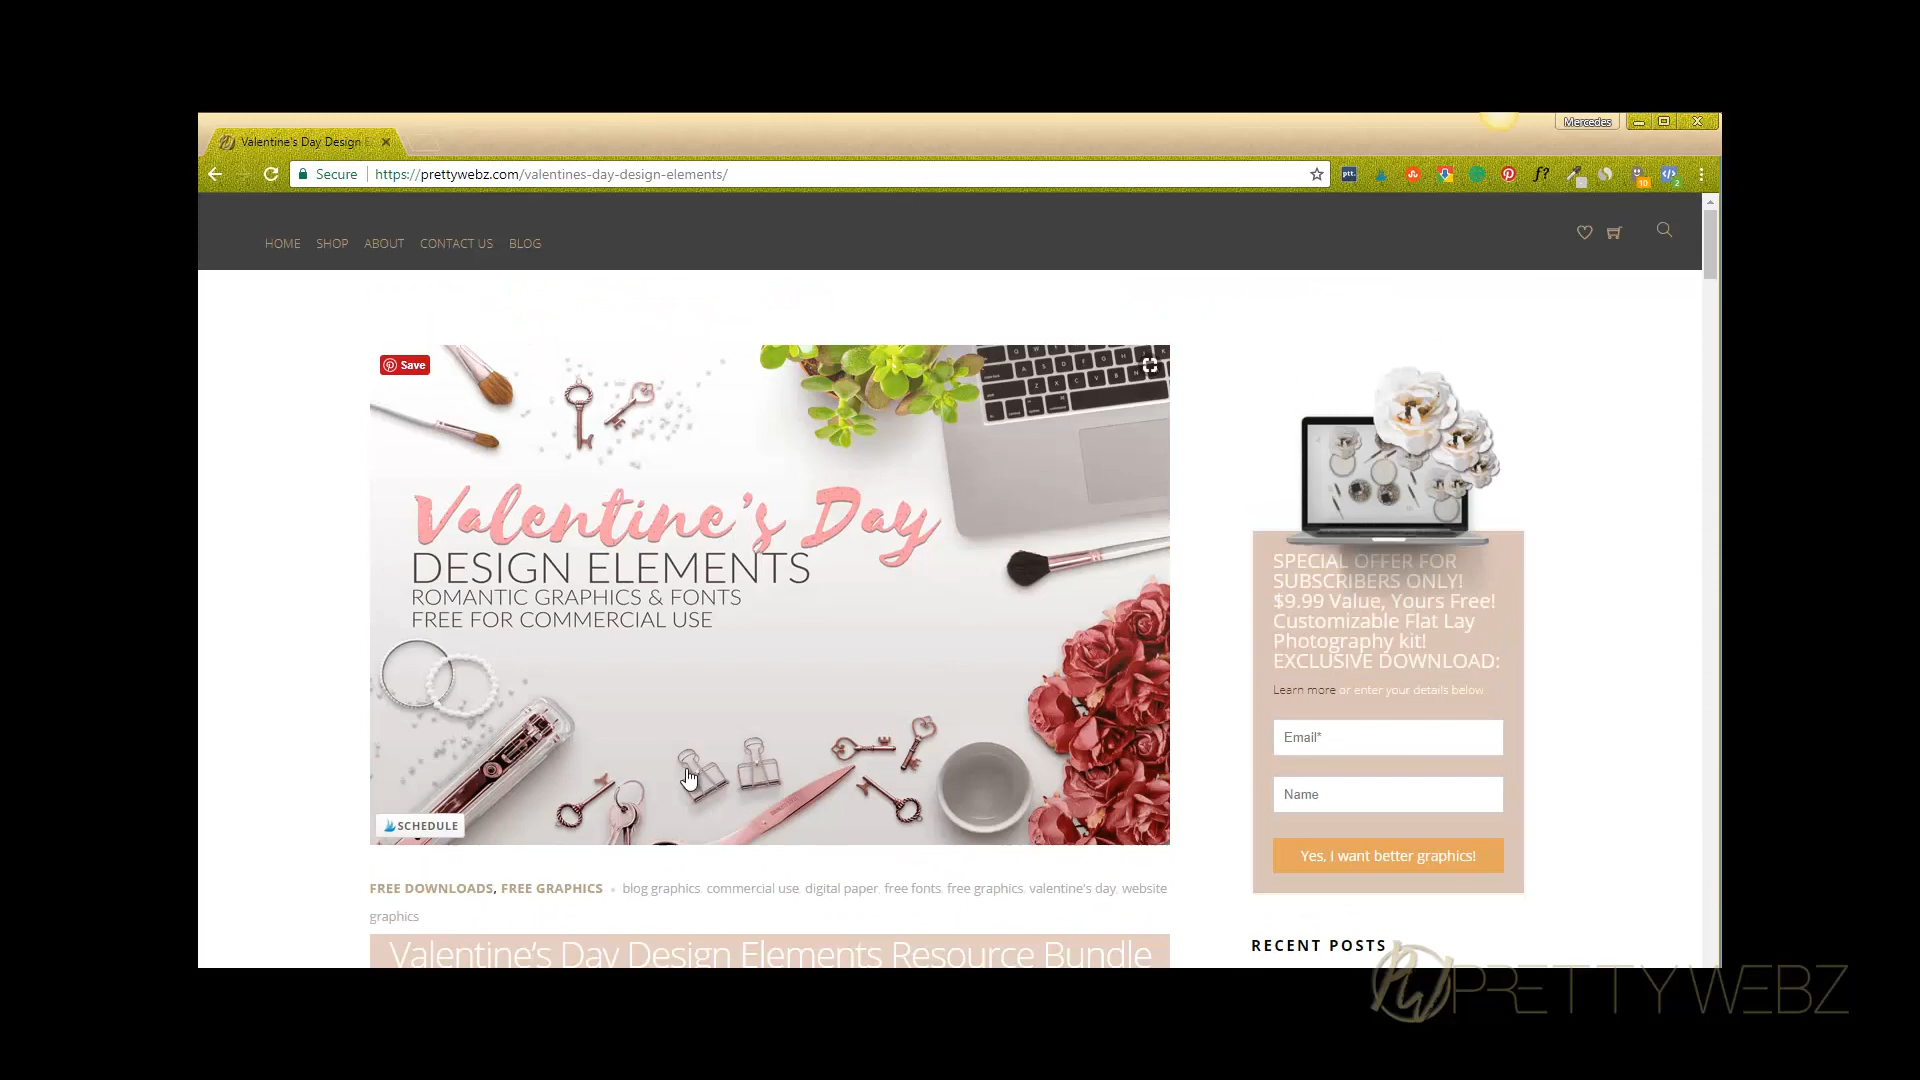 Valentine's Day Design E
Mercedes
Secure https://prettywebz.com/valentines-day-design-elements/
ptt.
f?
10
2
HOME SHOP ABOUT CONTACT US BLOG
Save
Valentine's Day
DESIGN ELEMENTS
ROMANTIC GRAPHICS & FONTS
FREE FOR COMMERCIAL USE
SCHEDULE
FREE DOWNLOADS, FREE GRAPHICS • blog graphics, commercial use, digital paper, free fonts, free graphics, valentine's day, website
graphics
Valentine's Day Design Elements Resource Bundle
SPECIAL OFFER FOR
SUBSCRIBERS ONLY!
$9.99 Value, Yours Free!
Customizable Flat Lay
Photography kit!
EXCLUSIVE DOWNLOAD:
Learn more or enter your details below
Email*
Name
Yes, I want better graphics!
RECENT POSTS
PW PRETTYWEBZ